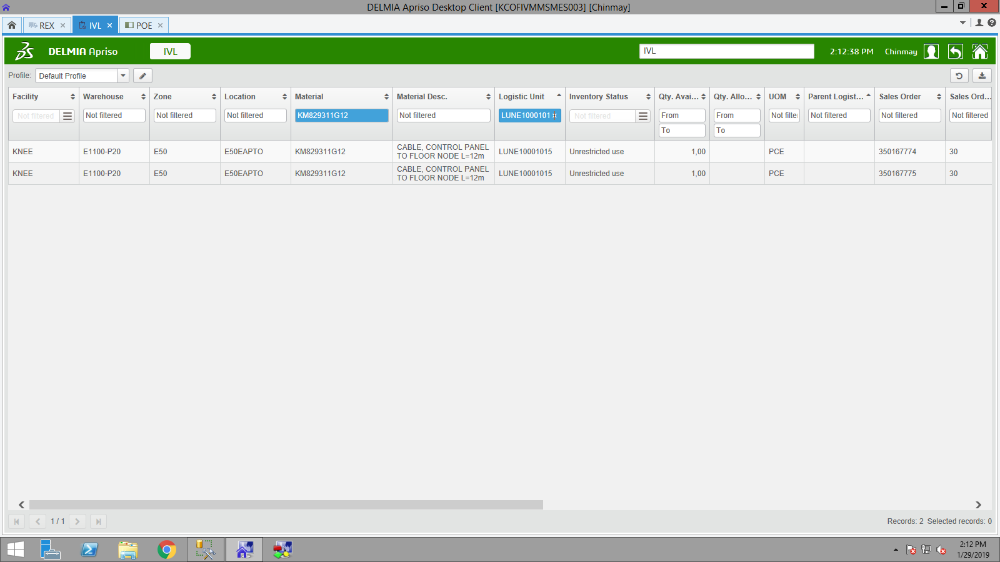 DELMIA Apriso Desktop Client [KCOFIVMMSMES003] [Chinmay]
REX
IVL
POE
DELMIA Apriso
IVL
IVL
2:12:38 PM
Chinmay
Profile:
Default Profile
Facility
Warehouse
Zone
Location
Material
Material Desc.
Logistic Unit
Inventory Status
Qty. Avai...
Qty. Allo...
UOM
Parent Logist...
Sales Order
Sales Ord...
Not filtered
Not filtered
Not filtered
Not filtered
KM829311G12
Not filtered
LUNE1000101
Not filtered
From
From
Not filter
Not filtered
Not filtered
Not filtered
To
To
KNEE E1100-P20 E50 E50EAPTO KM829311G12 CABLE, CONTROL PANEL LUNE10001015 Unrestricted use 1,00 PCE 350167774 30
TO FLOOR NODE L=12m
KNEE E1100-P20 E50 E50EAPTO KM829311G12 CABLE, CONTROL PANEL LUNE10001015 Unrestricted use 1,00 PCE 350167775 30
TO FLOOR NODE L=12m
1 / 1
Records: 2 Selected records: 0
2:12 PM
1/29/2019